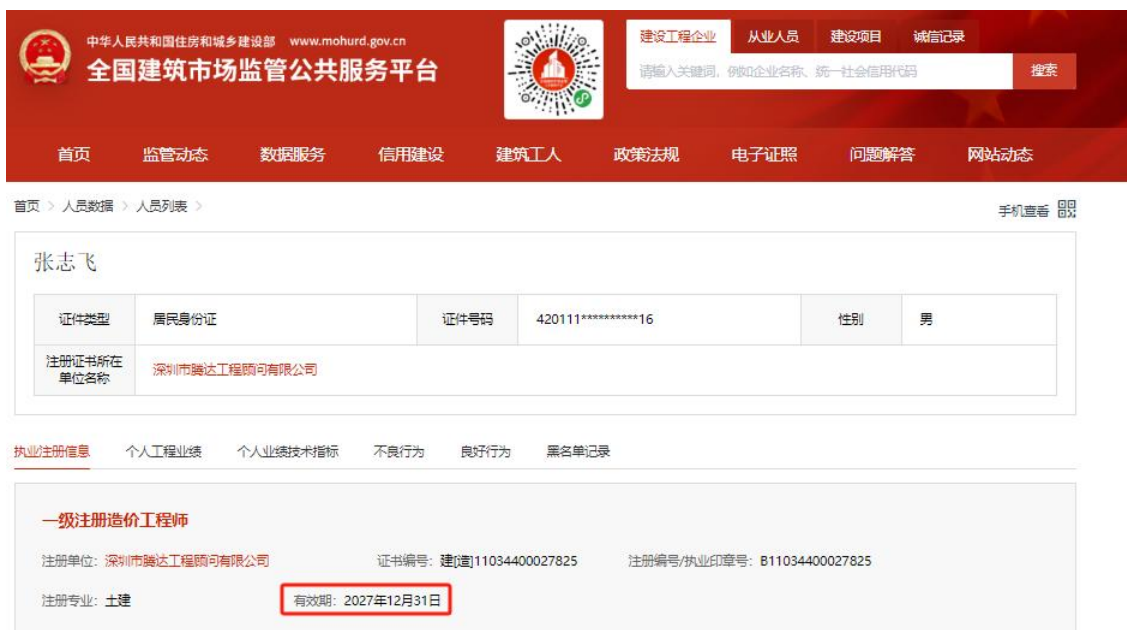 中华人民共和国住房和城乡建设部 www.mohurd.gov.cn
全国建筑市场监管公共服务平台
建设工程企业 从业人员 建设项目 诚信记录
请输入关键词，例如企业名称、统一社会信用代码 搜索
首页 监管动态 数据服务 信用建设 建筑工人 政策法规 电子证照 问题解答 网站动态
首页 > 人员数据 > 人员列表 >
手机查看
张志飞
证件类型 居民身份证 证件号码 420111**********16 性别 男
注册证书所在
单位名称
深圳市腾达工程顾问有限公司
执业注册信息 个人工程业绩 个人业绩技术指标 不良行为 良好行为 黑名单记录
一级注册造价工程师
注册单位：深圳市腾达工程顾问有限公司 证书编号：建[造]11034400027825 注册编号/执业印章号：B11034400027825
注册专业：土建 有效期：2027年12月31日